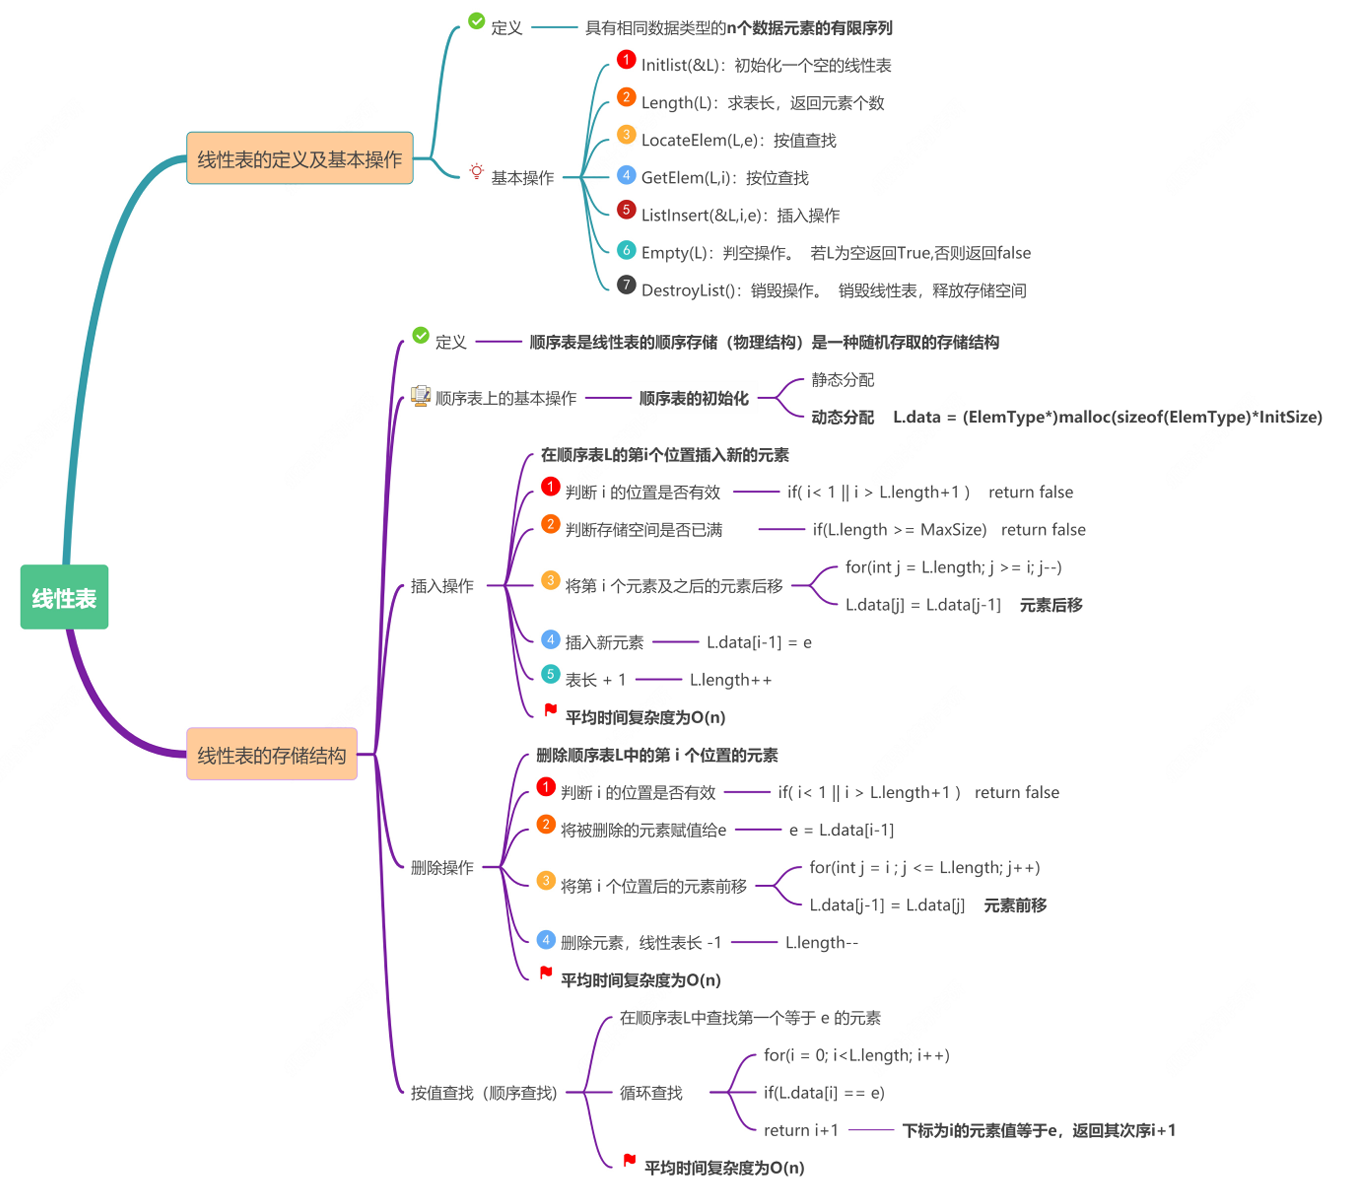 线性表
线性表的定义及基本操作
定义
具有相同数据类型的n个数据元素的有限序列
基本操作
1 Initlist(&L)：初始化一个空的线性表
2 Length(L)：求表长，返回元素个数
3 LocateElem(L,e)：按值查找
4 GetElem(L,i)：按位查找
5 ListInsert(&L,i,e)：插入操作
6 Empty(L)：判空操作。 若L为空返回True,否则返回false
7 DestroyList()：销毁操作。 销毁线性表，释放存储空间
线性表的存储结构
定义
顺序表是线性表的顺序存储（物理结构）是一种随机存取的存储结构
顺序表上的基本操作
顺序表的初始化
静态分配
动态分配 L.data = (ElemType*)malloc(sizeof(ElemType)*InitSize)
插入操作
在顺序表L的第i个位置插入新的元素
1 判断 i 的位置是否有效
if( i< 1 || i > L.length+1 ) return false
2 判断存储空间是否已满
if(L.length >= MaxSize) return false
3 将第 i 个元素及之后的元素后移
for(int j = L.length; j >= i; j--)
L.data[j] = L.data[j-1] 元素后移
4 插入新元素
L.data[i-1] = e
5 表长 + 1
L.length++
平均时间复杂度为O(n)
删除操作
删除顺序表L中的第 i 个位置的元素
1 判断 i 的位置是否有效
if( i< 1 || i > L.length+1 ) return false
2 将被删除的元素赋值给e
e = L.data[i-1]
3 将第 i 个位置后的元素前移
for(int j = i ; j <= L.length; j++)
L.data[j-1] = L.data[j] 元素前移
4 删除元素，线性表长 -1
L.length--
平均时间复杂度为O(n)
按值查找（顺序查找)
在顺序表L中查找第一个等于 e 的元素
循环查找
for(i = 0; i<L.length; i++)
if(L.data[i] == e)
return i+1
下标为i的元素值等于e，返回其次序i+1
平均时间复杂度为O(n)